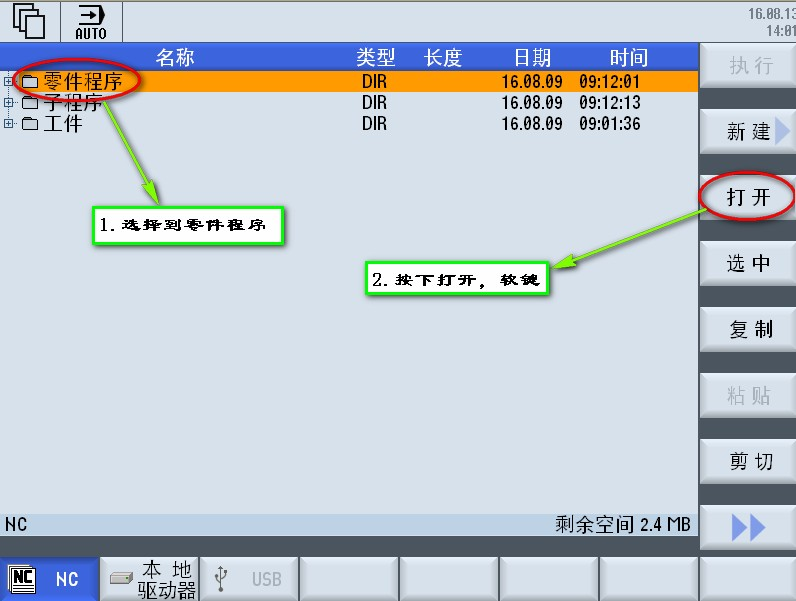 16.08.13
AUTO
14:01
名称 类型 长度 日期 时间
零件程序 DIR 16.08.09 09:12:01
子程序 DIR 16.08.09 09:12:13
工件 DIR 16.08.09 09:01:36
1.选择到零件程序
2.按下打开，软键
执行
新建
打开
选中
复制
粘贴
剪切
NC 剩余空间 2.4 MB
NC NC
本地
驱动器
USB